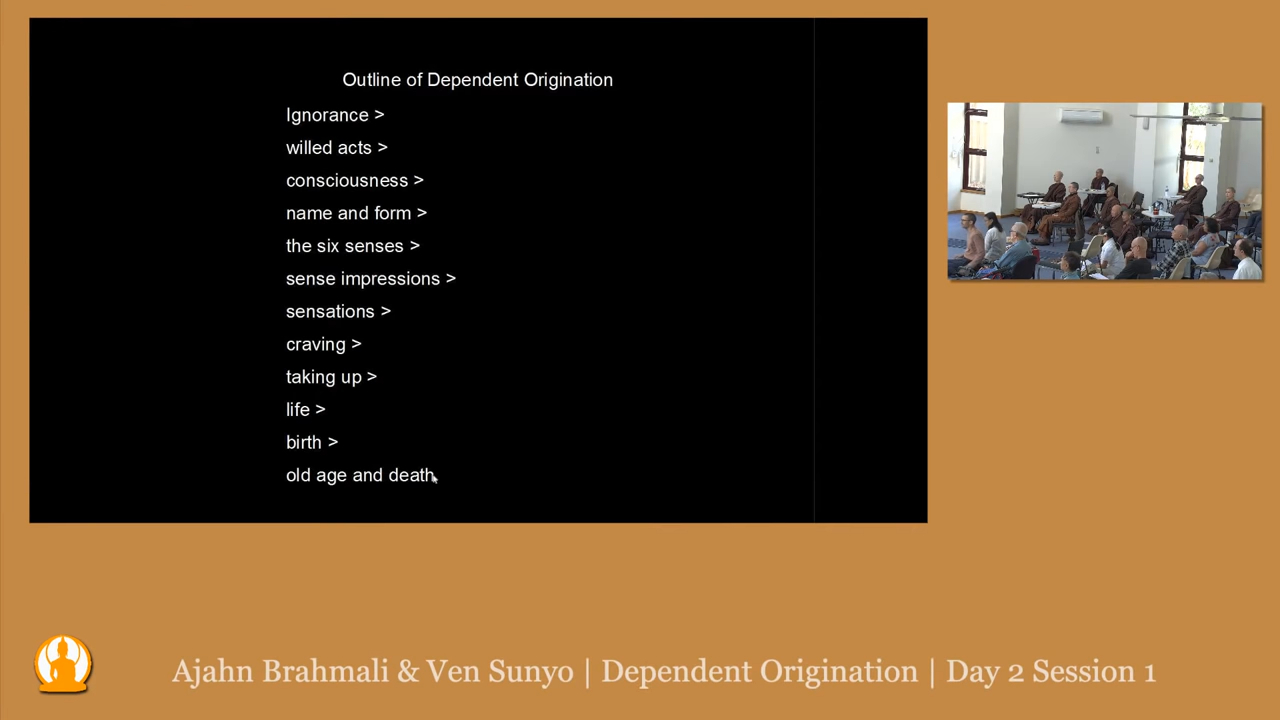 Outline of Dependent Origination
Ignorance >
willed acts >
consciousness >
name and form >
the six senses >
sense impressions >
sensations >
craving >
taking up >
life >
birth >
old age and death
Ajahn Brahmali & Ven Sunyo | Dependent Origination | Day 2 Session 1